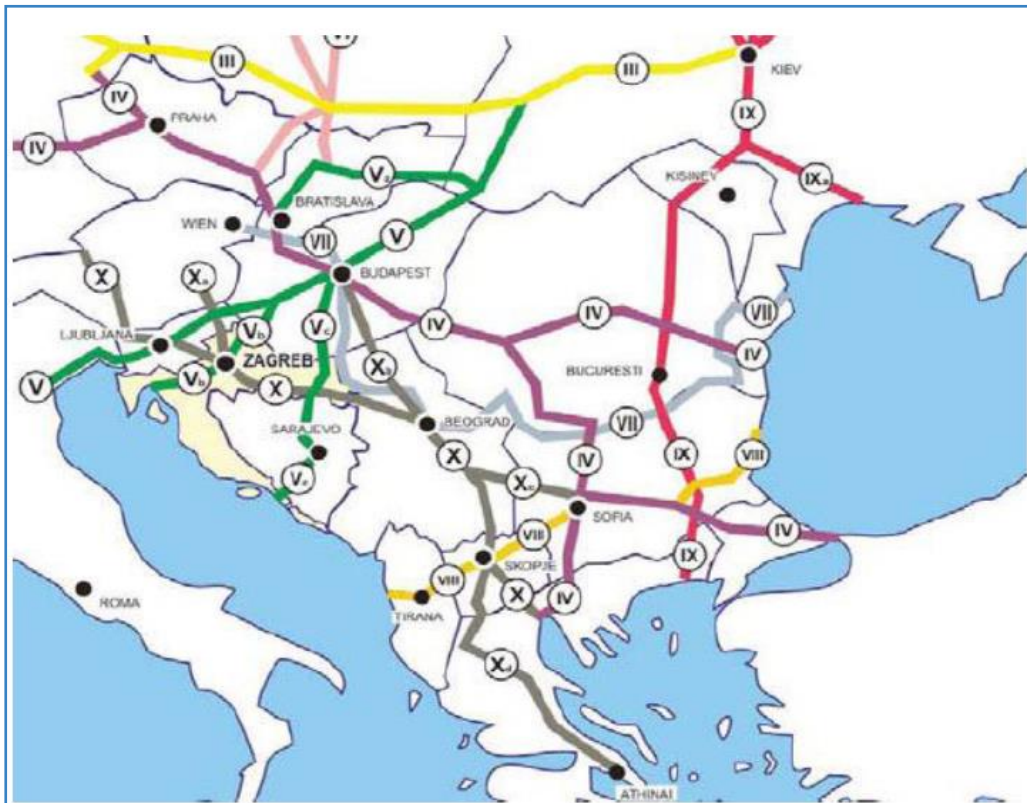 VI
III
III
KIEV
IV
PRAHA
IX
IV
Va
KISINEV
IXa
BRATISLAVA
WIEN
VII
V
X
Xa
BUDAPEST
IV
IV
VII
LJUBLJANA
Vb
Vc
ZAGREB
IV
V
Vb
X
Xb
BUCURESTI
SARAJEVO
BEOGRAD
VII
Vc
X
IV
IX
VIII
Xc
SOFIA
IV
VIII
SKOPJE
IX
VIII
X
IV
ROMA
TIRANA
Xd
ATHINAI